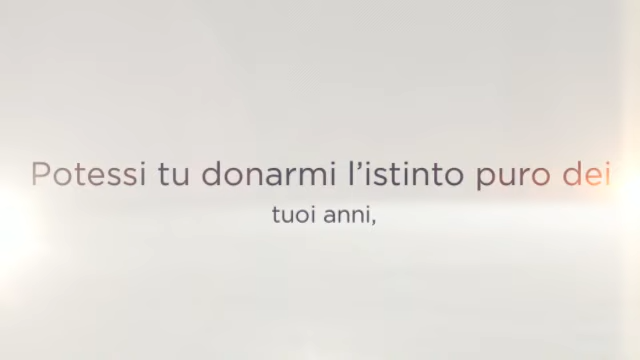 Potessi tu donarmi l’istinto puro dei
tuoi anni,